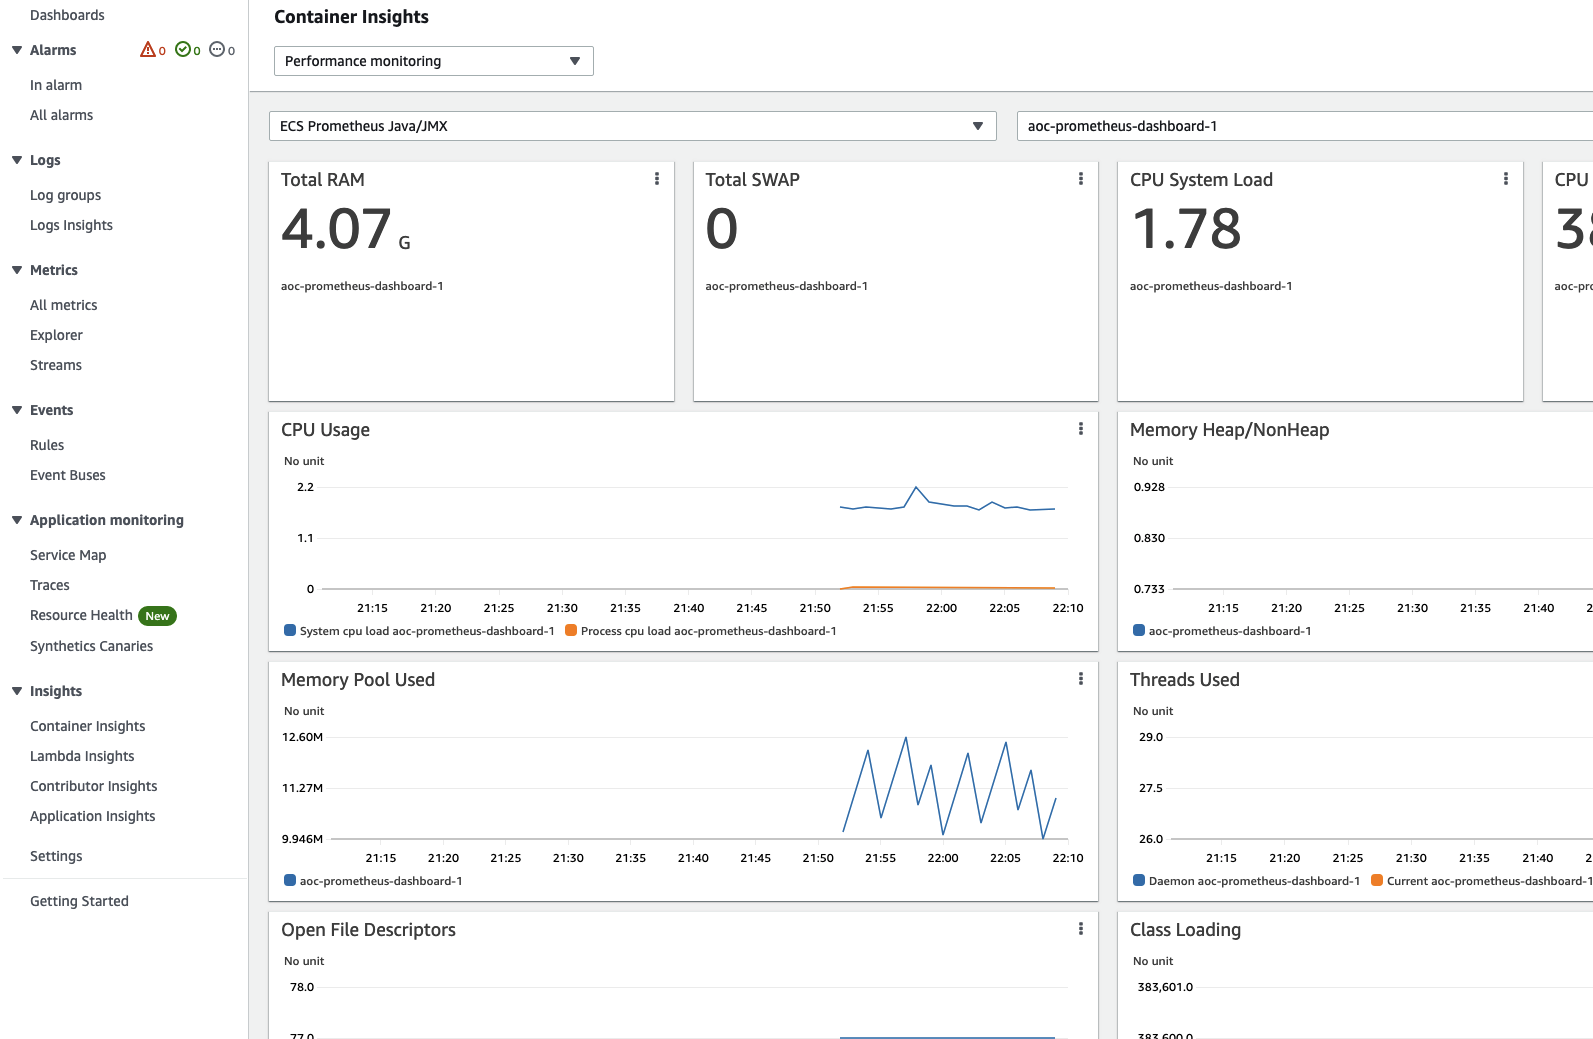 Dashboards
Alarms 0 0 0
In alarm
All alarms
Logs
Log groups
Logs Insights
Metrics
All metrics
Explorer
Streams
Events
Rules
Event Buses
Application monitoring
Service Map
Traces
Resource Health New
Synthetics Canaries
Insights
Container Insights
Lambda Insights
Contributor Insights
Application Insights
Settings
Getting Started
Container Insights
Performance monitoring
ECS Prometheus Java/JMX
aoc-prometheus-dashboard-1
Total RAM
4.07 G
aoc-prometheus-dashboard-1
Total SWAP
0
aoc-prometheus-dashboard-1
CPU System Load
1.78
aoc-prometheus-dashboard-1
CPU
CPU Usage
No unit
2.2
1.1
0
21:15 21:20 21:25 21:30 21:35 21:40 21:45 21:50 21:55 22:00 22:05 22:10
System cpu load aoc-prometheus-dashboard-1 Process cpu load aoc-prometheus-dashboard-1
Memory Heap/NonHeap
No unit
0.928
0.830
0.733
21:15 21:20 21:25 21:30 21:35 21:40
aoc-prometheus-dashboard-1
Memory Pool Used
No unit
12.60M
11.27M
9.946M
21:15 21:20 21:25 21:30 21:35 21:40 21:45 21:50 21:55 22:00 22:05 22:10
aoc-prometheus-dashboard-1
Threads Used
No unit
29.0
27.5
26.0
21:15 21:20 21:25 21:30 21:35 21:40
Daemon aoc-prometheus-dashboard-1 Current aoc-prometheus-dashboard-1
Open File Descriptors
No unit
78.0
77.0
Class Loading
No unit
383,601.0
383,600.0